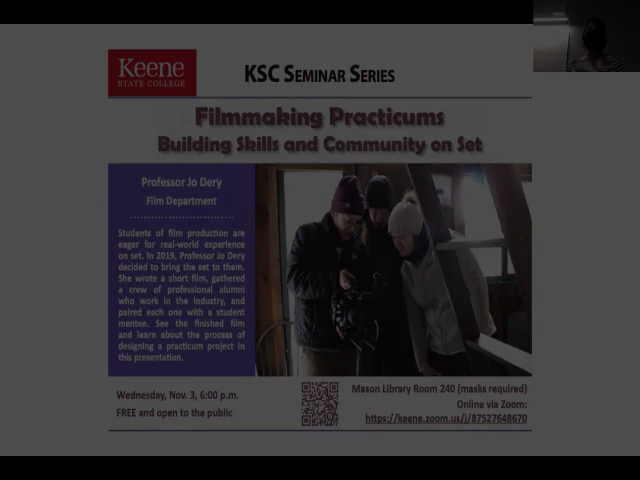 Keene
STATE COLLEGE
KSC SEMINAR SERIES
Filmmaking Practicums
Building Skills and Community on Set
Professor Jo Dery
Film Department
Students of film production are
eager for real-world experience
on set. In 2019, Professor Jo Dery
decided to bring the set to them.
She wrote a short film, gathered
a crew of professional alumni
who work in the industry, and
paired each one with a student
mentee. See the finished film
and learn about the process of
designing a practicum project in
this presentation.
Wednesday, Nov. 3, 6:00 p.m.
FREE and open to the public
Mason Library Room 240 (masks required)
Online via Zoom:
https://keene.zoom.us/j/87527648670